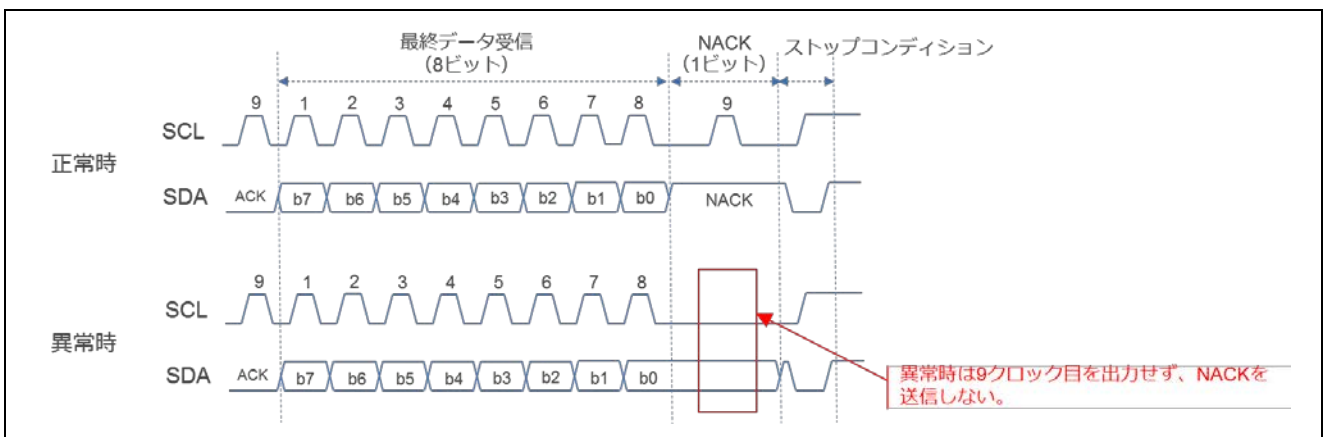 最終データ受信
(8ビット)
NACK
(1ビット)
ストップコンディション
9 1 2 3 4 5 6 7 8 9
SCL
正常時
SDA
ACK b7 b6 b5 b4 b3 b2 b1 b0 NACK
9 1 2 3 4 5 6 7 8
SCL
異常時
SDA
ACK b7 b6 b5 b4 b3 b2 b1 b0
異常時は9クロック目を出力せず、NACKを
送信しない。